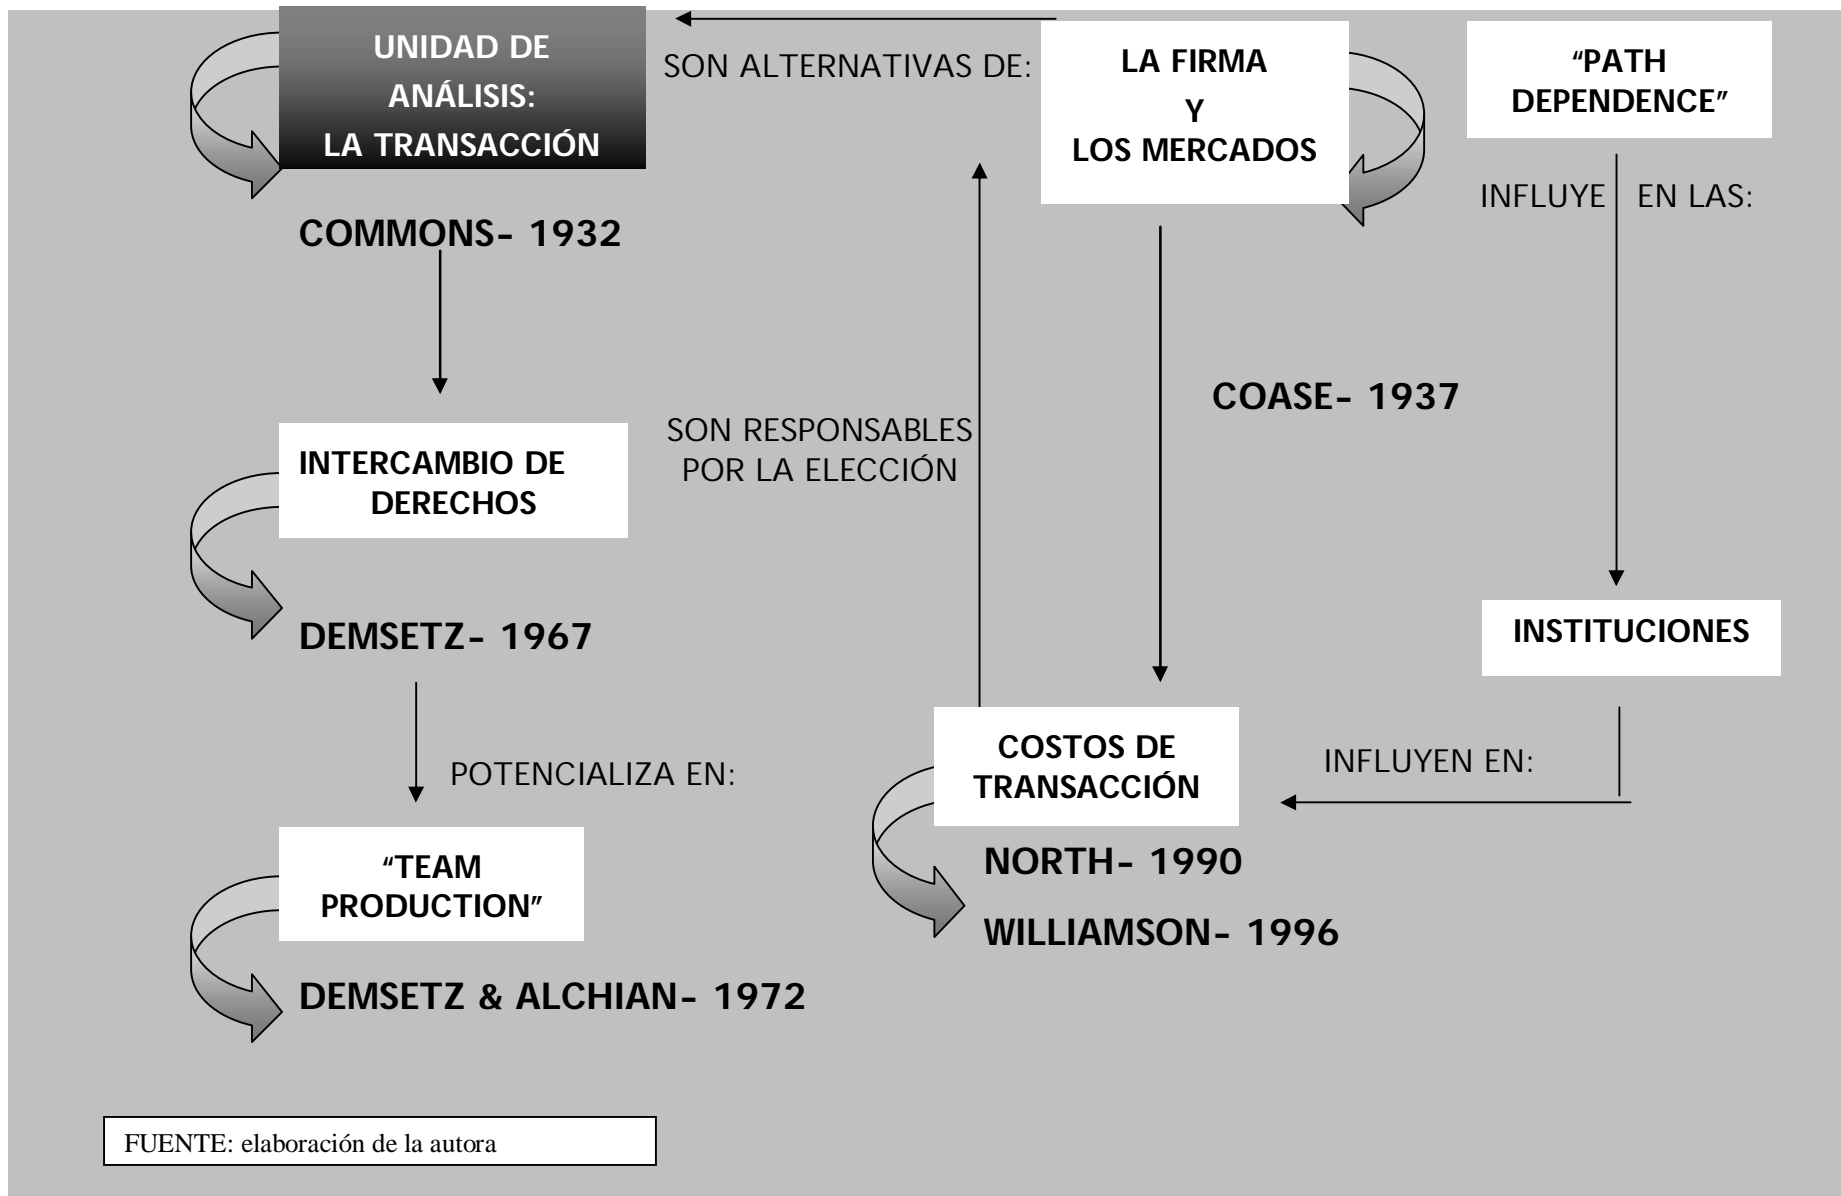 UNIDAD DE
ANÁLISIS:
LA TRANSACCIÓN
SON ALTERNATIVAS DE:
LA FIRMA
Y
LOS MERCADOS
“PATH
DEPENDENCE”
INFLUYE EN LAS:
COMMONS– 1932
COASE– 1937
SON RESPONSABLES
POR LA ELECCIÓN
INTERCAMBIO DE
DERECHOS
DEMSETZ– 1967
INSTITUCIONES
POTENCIALIZA EN:
COSTOS DE
TRANSACCIÓN
INFLUYEN EN:
“TEAM
PRODUCTION”
NORTH– 1990
WILLIAMSON– 1996
DEMSETZ & ALCHIAN– 1972
FUENTE: elaboración de la autora